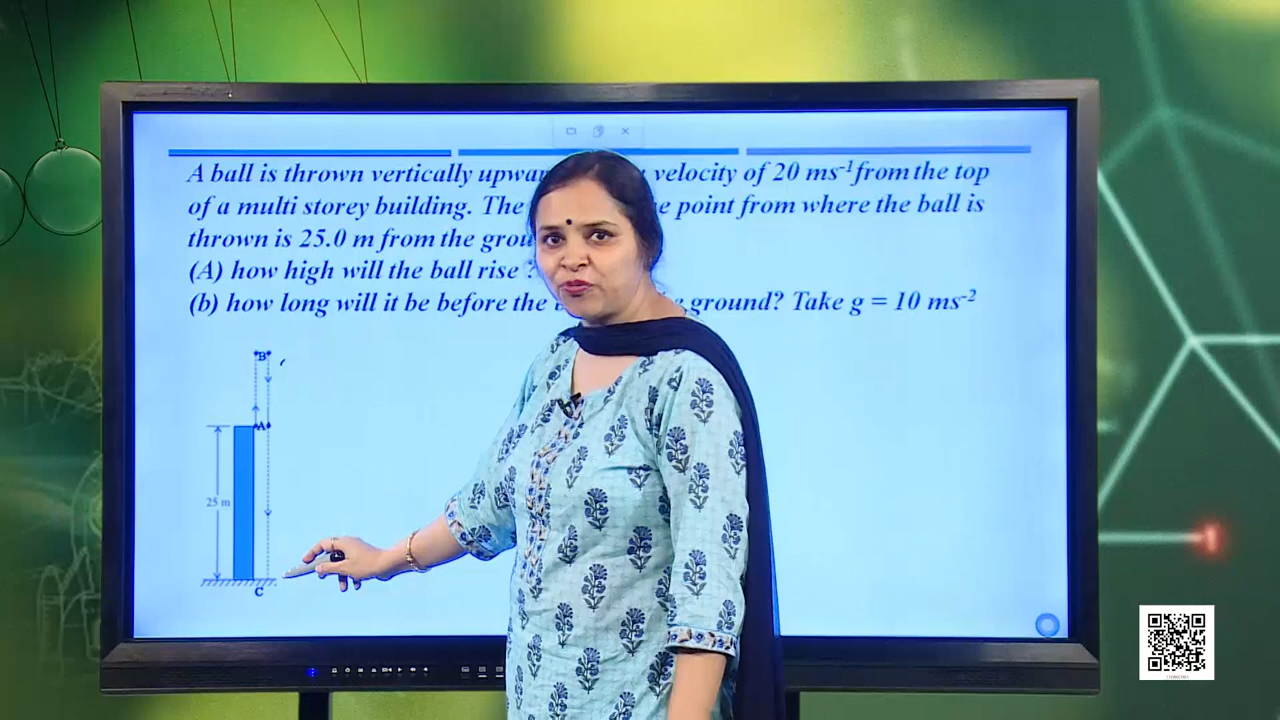 A ball is thrown vertically upwar velocity of 20 ms-1 from the top
of a multi storey building. The point from where the ball is
thrown is 25.0 m from the grou
(A) how high will the ball rise ?
(b) how long will it be before the ground? Take g = 10 ms-2
B
A
25 m
C